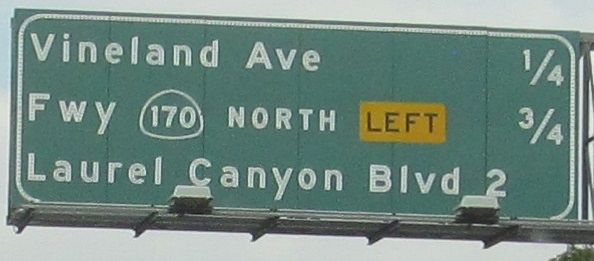 Vineland Ave 1/4
Fwy 170 NORTH LEFT 3/4
Laurel Canyon Blvd 2